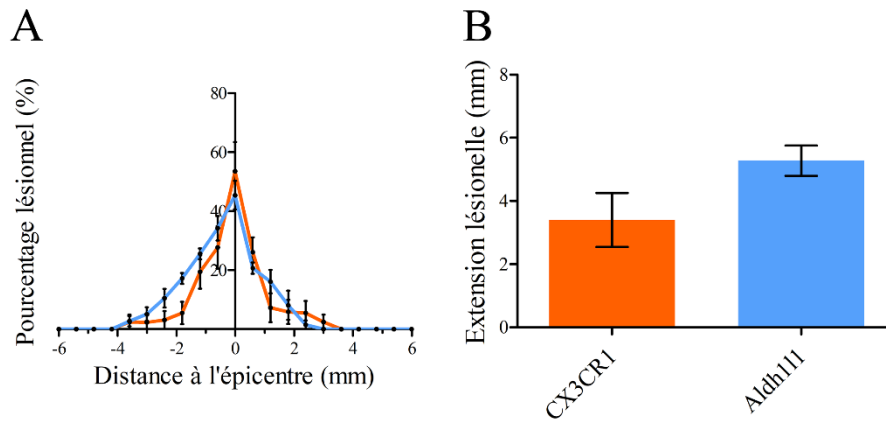 A
B
Pourcentage lésionnel (%)
80
60
40
20
-6
-4
-2
0
2
4
6
Distance à l'épicentre (mm)
Extension lésionelle (mm)
8
6
4
2
0
CX3CR1
Aldh1l1